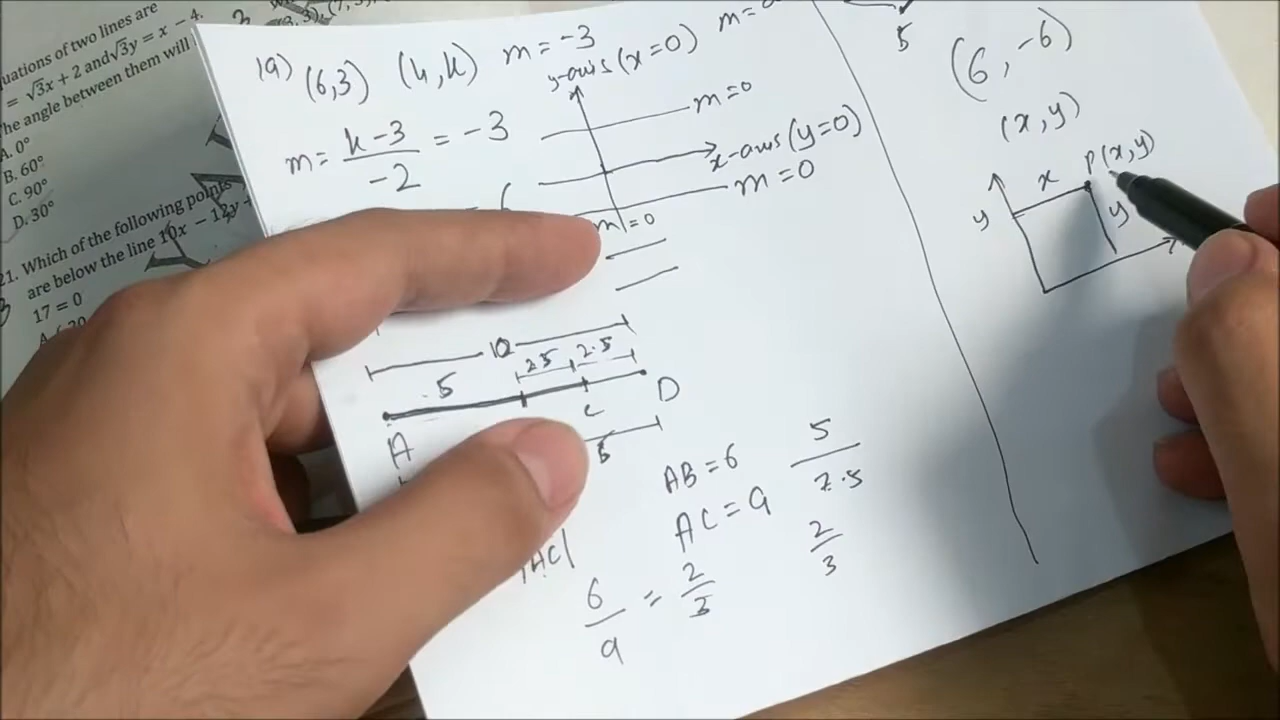 uations of two lines are
= √3x + 2 and √3y = x − 4.
he angle between them will
A. 0°
B. 60°
C. 90°
D. 30°
21. Which of the following points
are below the line 10x − 12y
17 = 0
19) (6,3) (4,k) m = -3
m = (k-3)/-2 = -3
y-axis (x=0)
m=0
x-axis (y=0)
m=0
m=0
10
5 2.5 2.5
A C D
AB = 6
AC = 9
6/9 = 2/3
5/7.5
2/3
5
(6, -6)
(x, y)
P(x, y)
x
y y